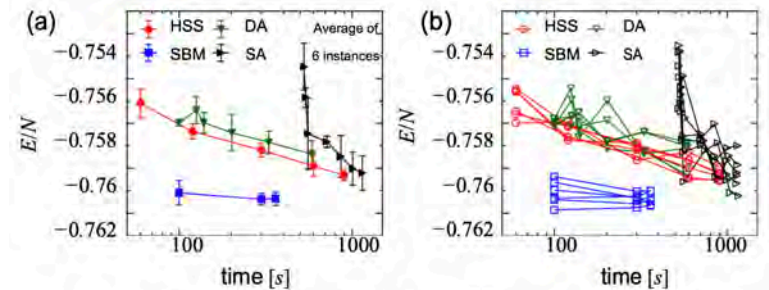 (a)
HSS DA Average of
SBM SA 6 instances
−0.754
−0.756
−0.758
−0.76
−0.762
E/N
100 1000
time [s]
(b)
HSS DA
SBM SA
−0.754
−0.756
−0.758
−0.76
−0.762
E/N
100 1000
time [s]